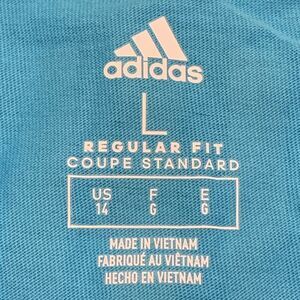 adidas
L
REGULAR FIT
COUPE STANDARD
US F E
14 G G
MADE IN VIETNAM
FABRIQUÉ AU VIETNAM
HECHO EN VIETNAM